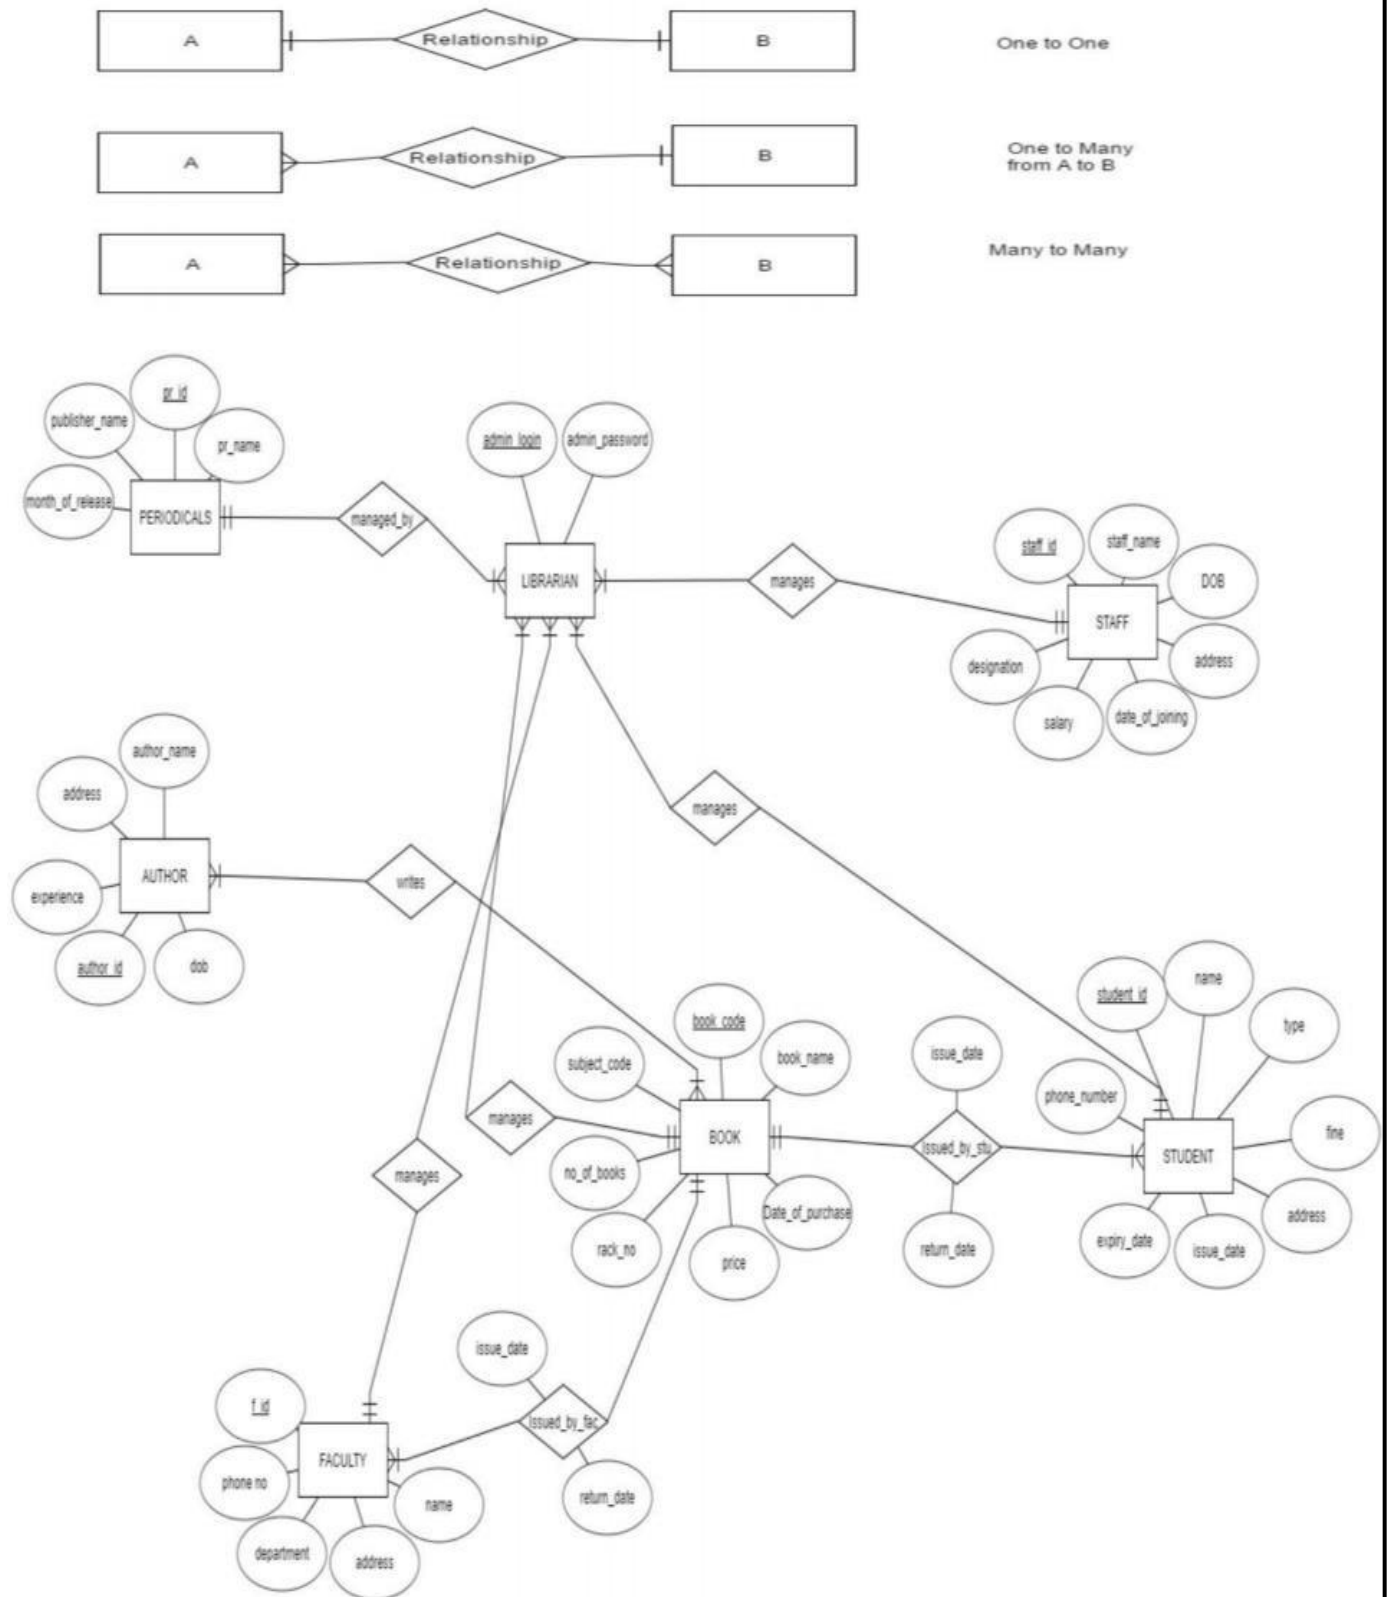 A
Relationship
B
One to One
A
Relationship
B
One to Many
from A to B
A
Relationship
B
Many to Many
pr_id
publisher_name
pr_name
month_of_release
PERIODICALS
managed_by
admin_login
admin_password
LIBRARIAN
manages
staff_id
staff_name
DOB
STAFF
address
designation
salary
date_of_joining
manages
author_name
address
AUTHOR
experience
author_id
dob
writes
book_code
subject_code
book_name
manages
BOOK
no_of_books
rack_no
price
Date_of_purchase
issue_date
Issued_by_stu
return_date
student_id
name
type
phone_number
fine
STUDENT
address
expiry_date
issue_date
manages
issue_date
Issued_by_fac
return_date
f_id
FACULTY
phone no
name
department
address